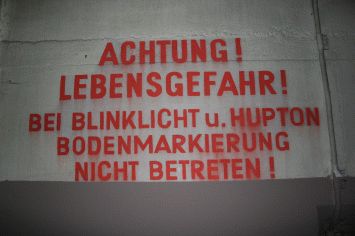 ACHTUNG!
LEBENSGEFAHR!
BEI BLINKLICHT u. HUPTON
BODENMARKIERUNG
NICHT BETRETEN!